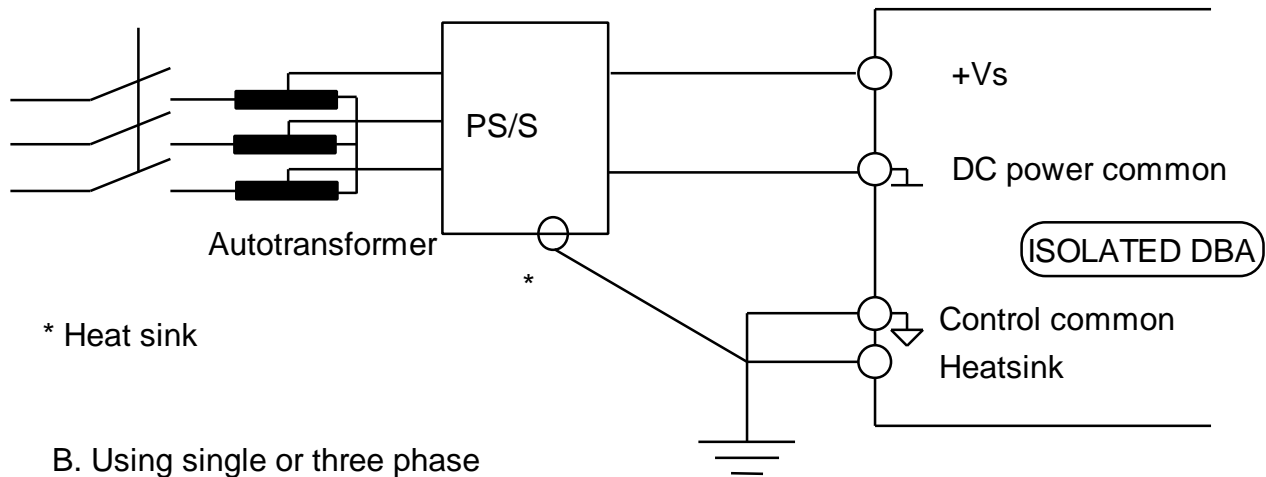 +Vs
PS/S
DC power common
Autotransformer
ISOLATED DBA
*
Control common
* Heat sink
Heatsink
B. Using single or three phase